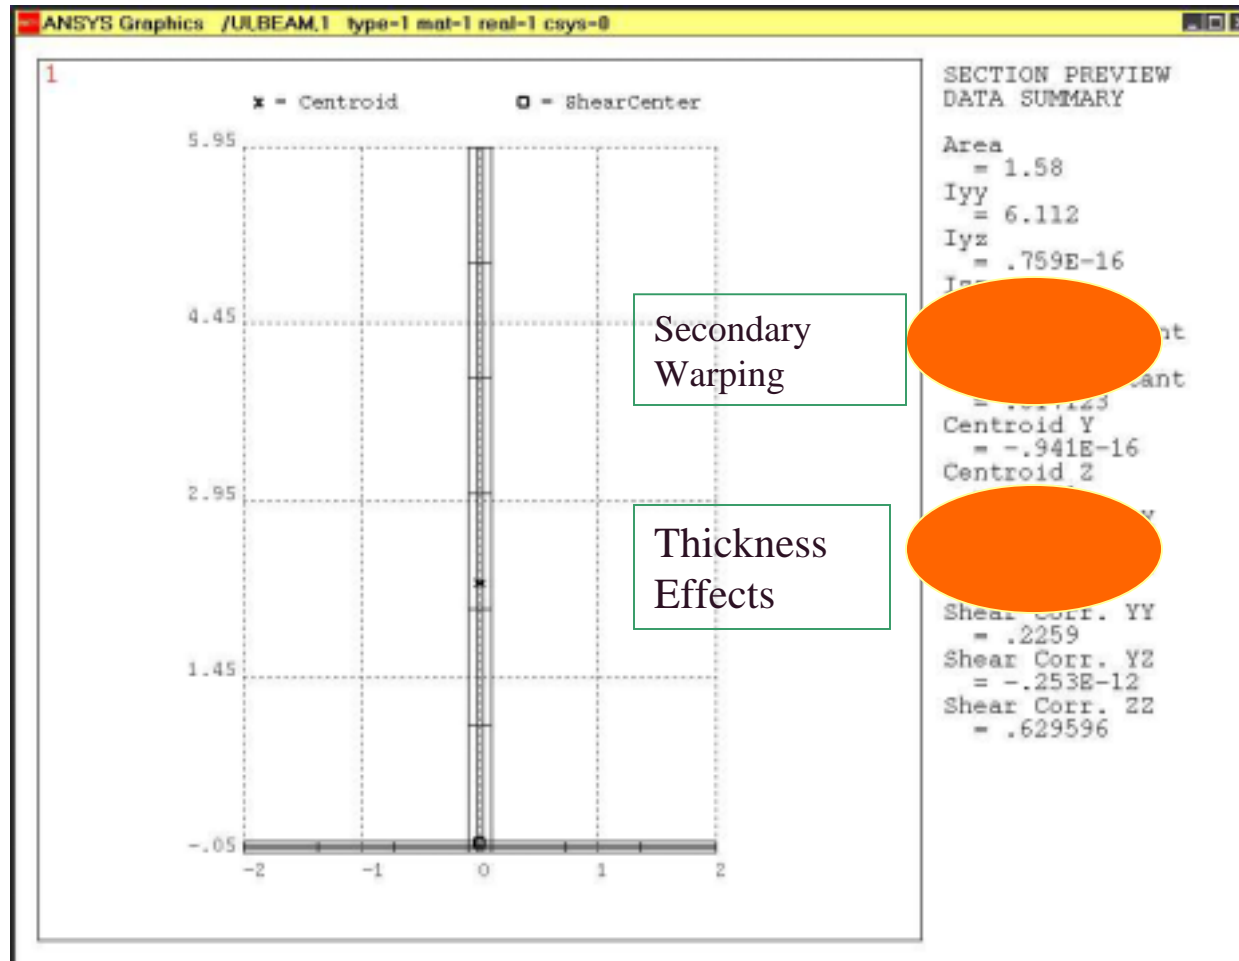 ANSYS Graphics /ULBEAM,1 type=1 mat=1 real=1 csys=0
1
× = Centroid
□ = ShearCenter
5.95
4.45
2.95
1.45
-.05
-2 -1 0 1 2
Secondary
Warping
Thickness
Effects
SECTION PREVIEW
DATA SUMMARY
Area
= 1.58
Iyy
= 6.112
Iyz
= .759E-16
Centroid Y
= -.941E-16
Centroid Z
Shear Corr. YY
= .2259
Shear Corr. YZ
= -.253E-12
Shear Corr. ZZ
= .629596